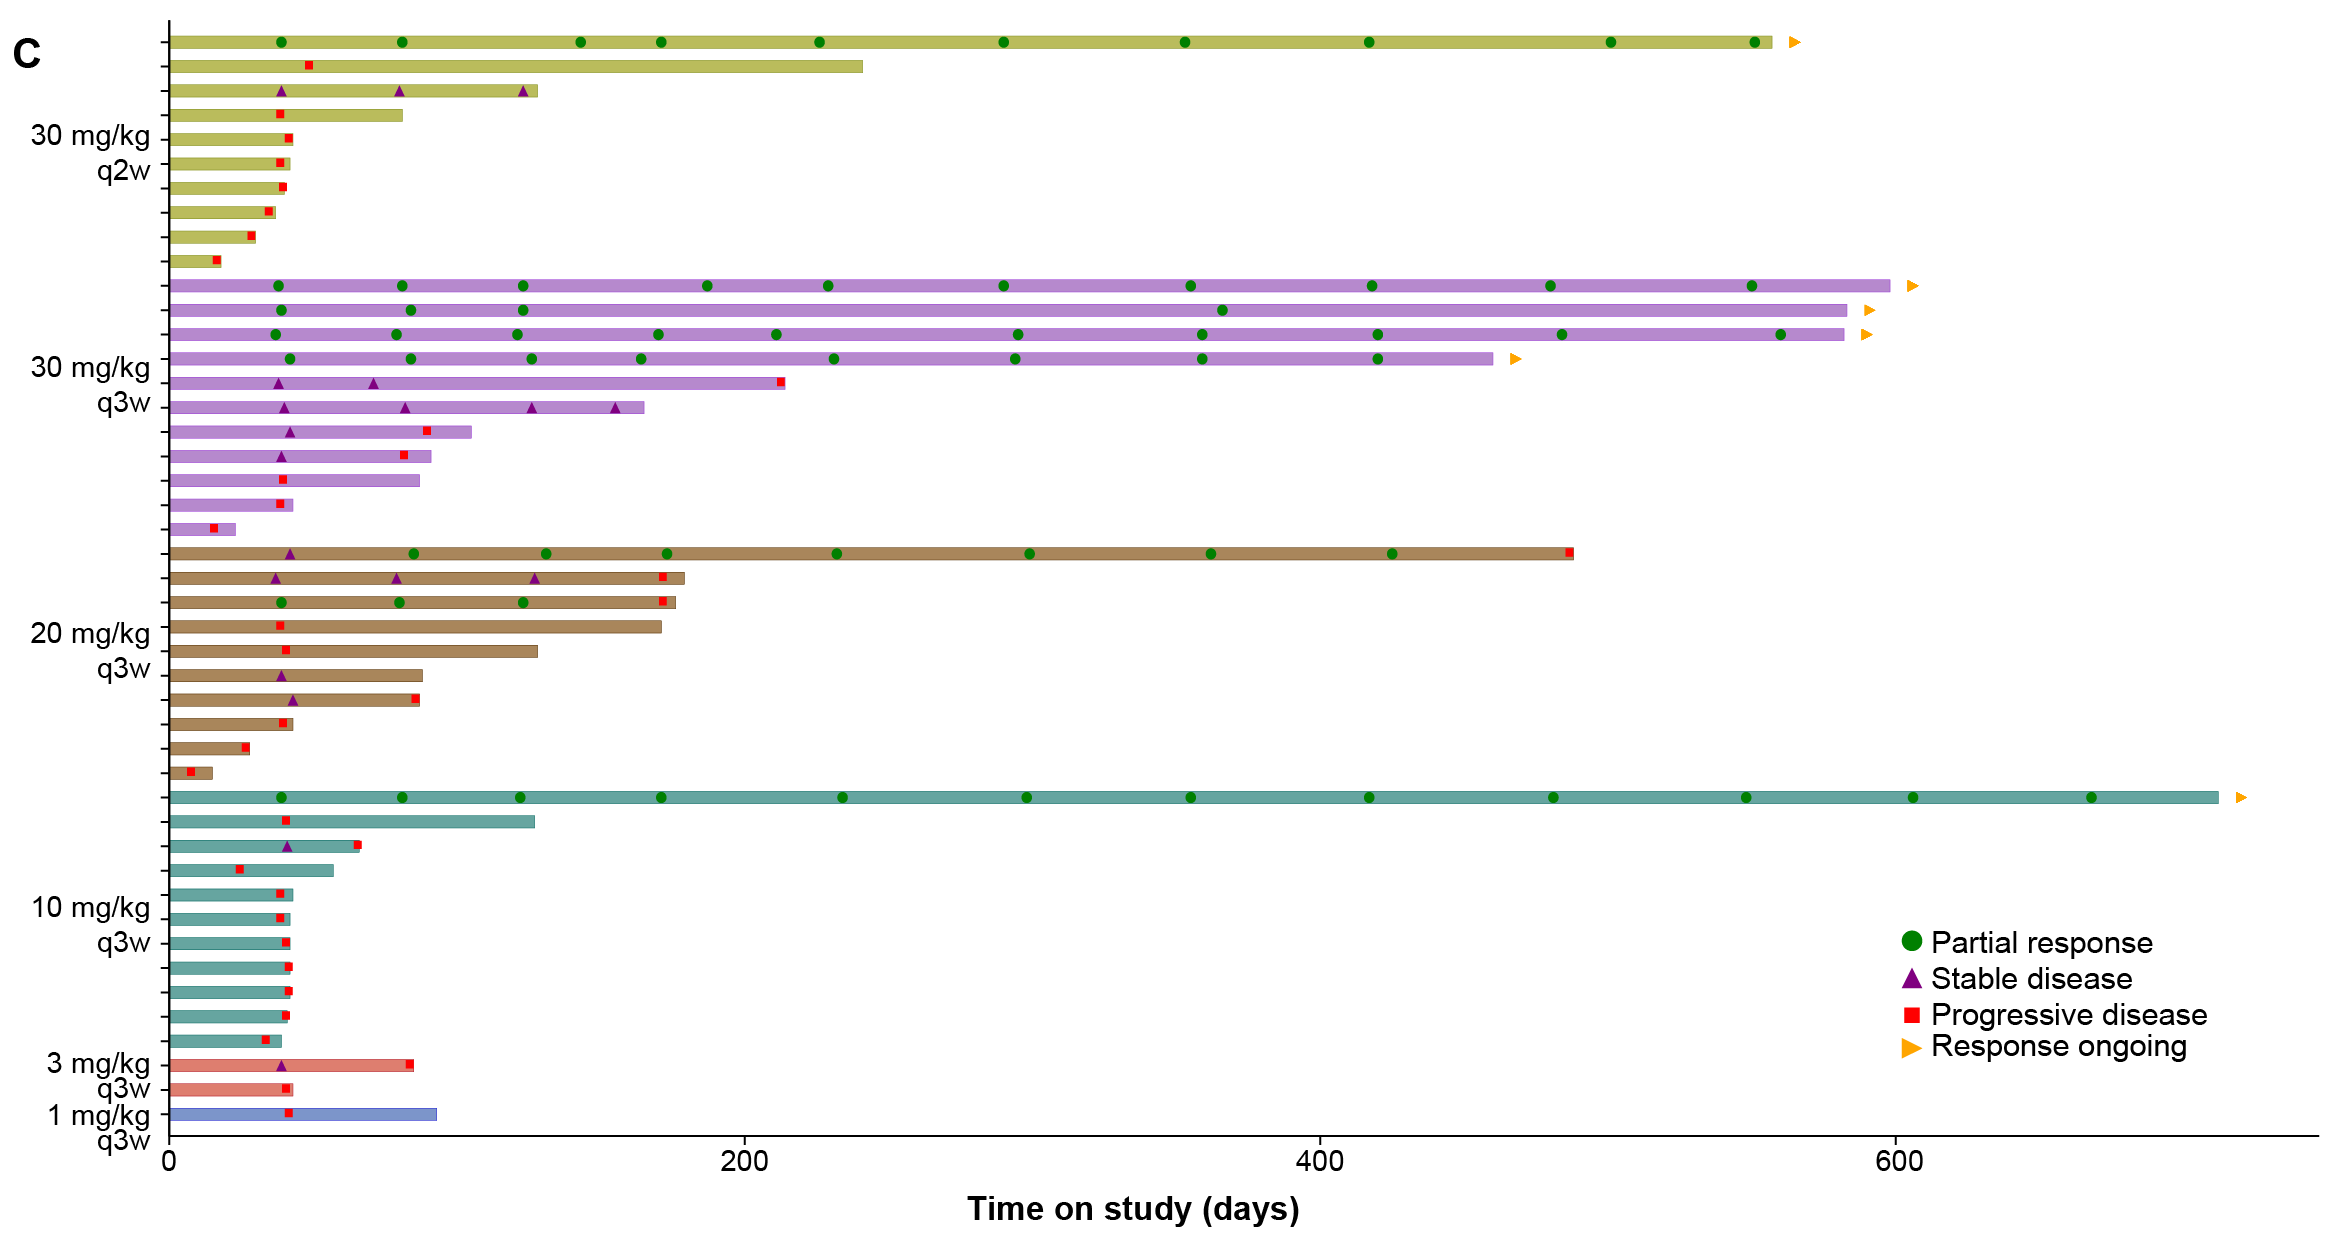 C
30 mg/kg
q2w
30 mg/kg
q3w
20 mg/kg
q3w
10 mg/kg
q3w
3 mg/kg
q3w
1 mg/kg
q3w
Partial response
Stable disease
Progressive disease
Response ongoing
0 200 400 600
Time on study (days)